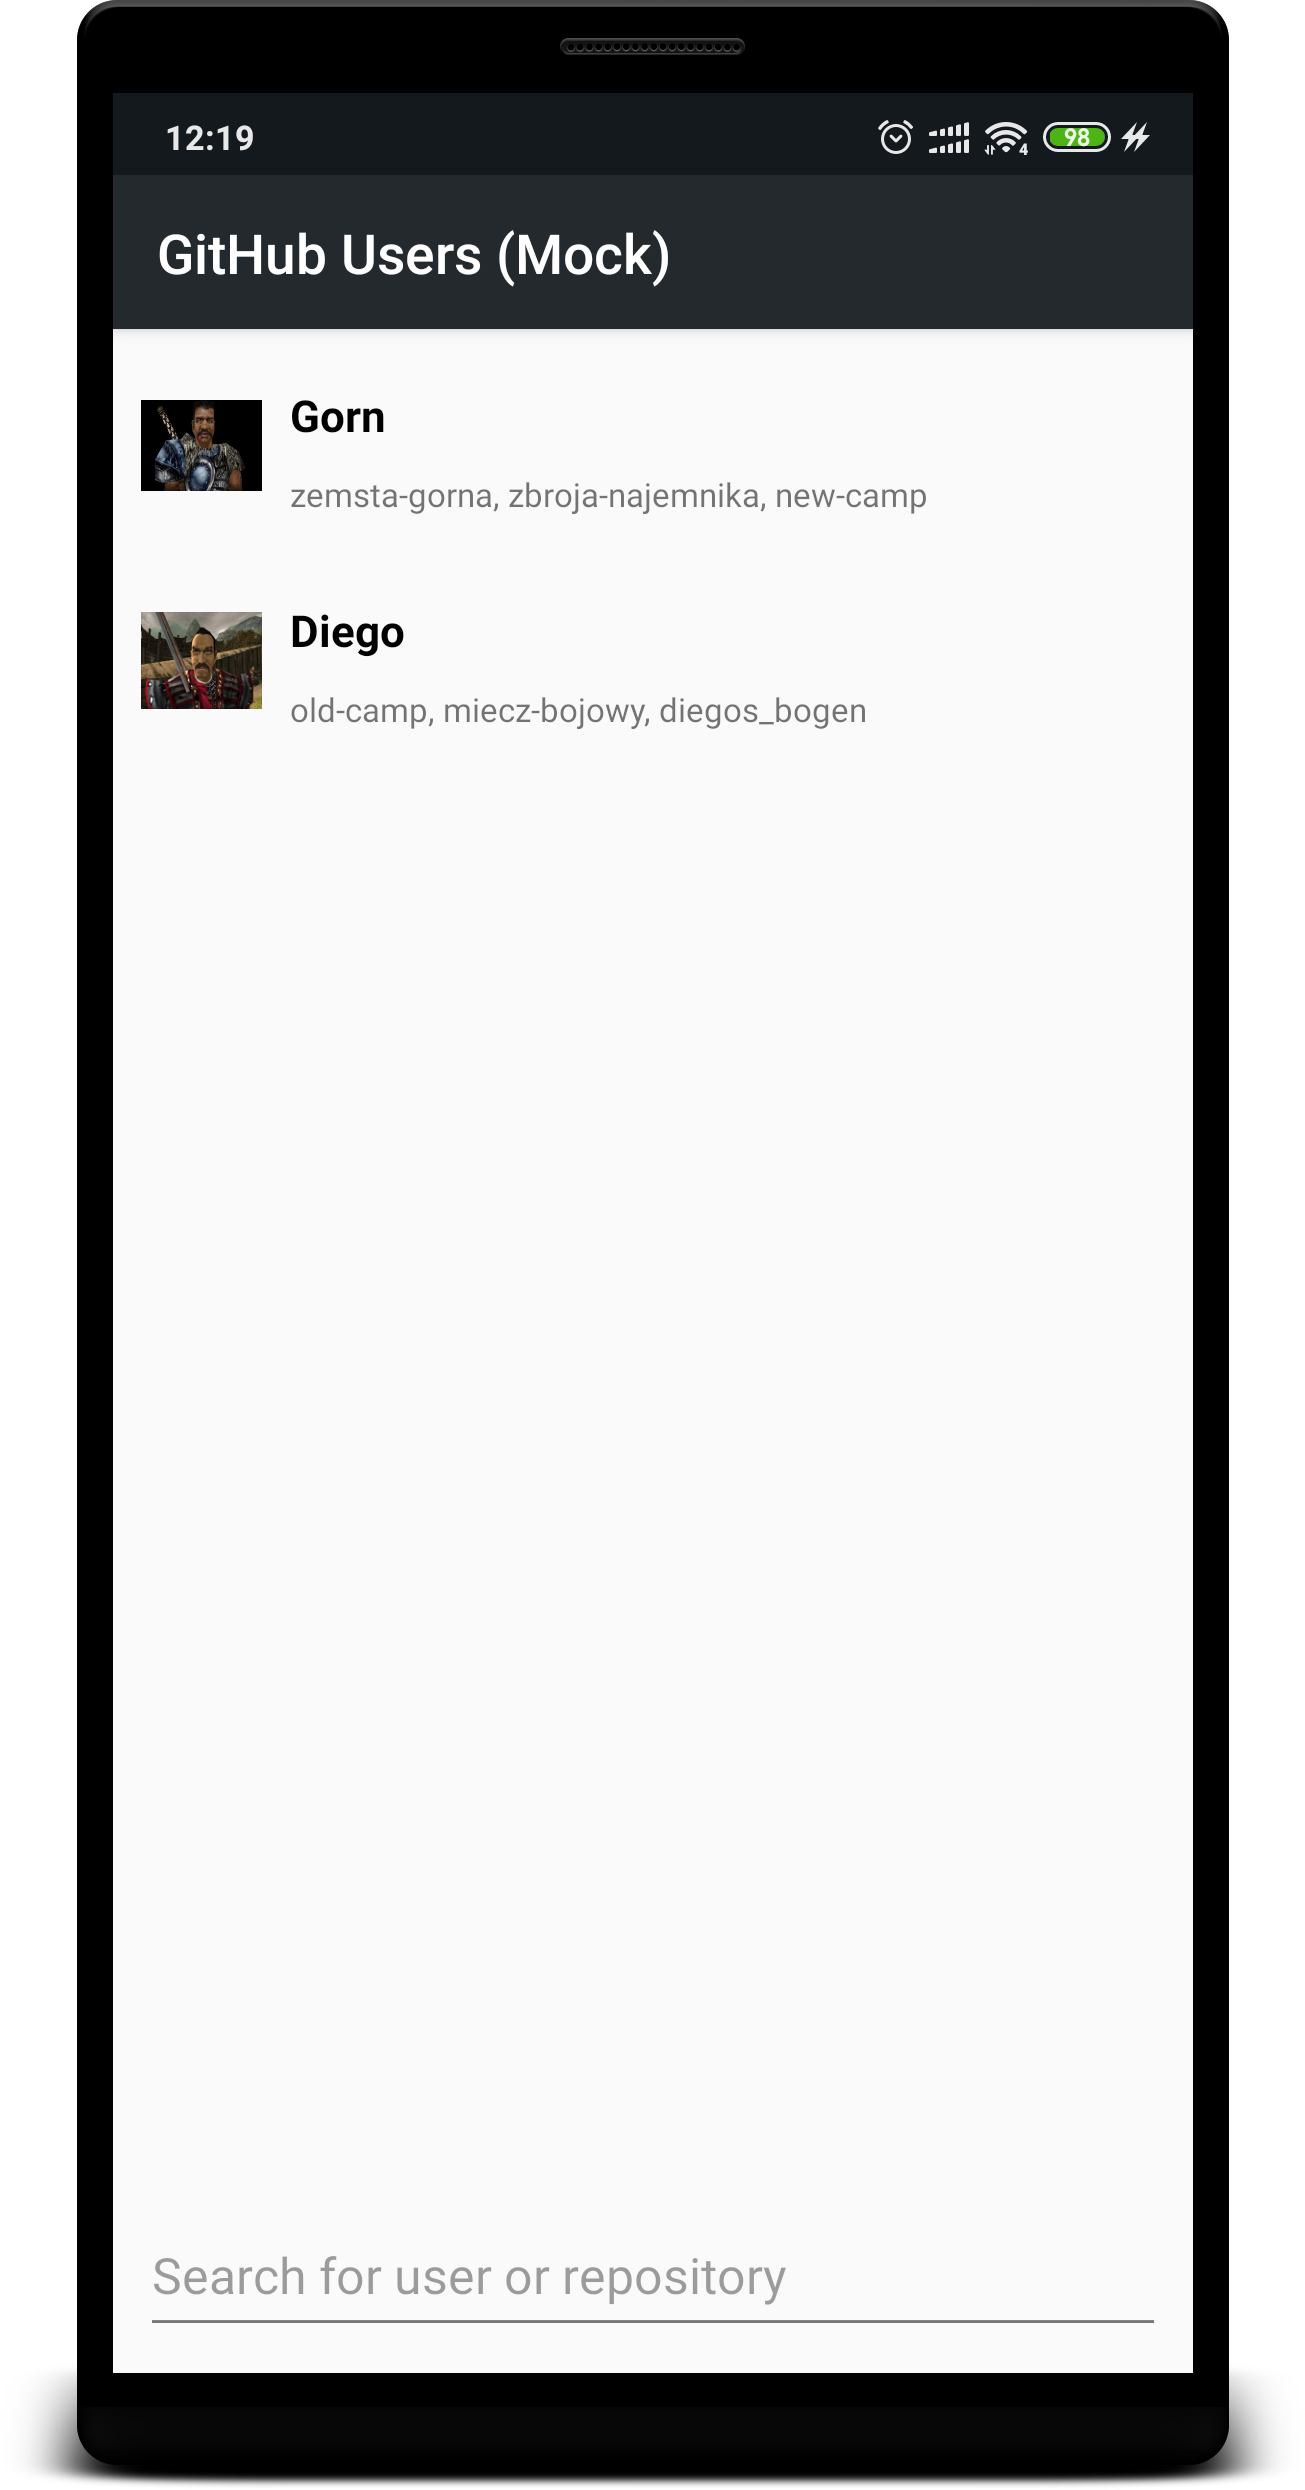 12:19
4
98
GitHub Users (Mock)
Gorn
zemsta-gorna, zbroja-najemnika, new-camp
Diego
old-camp, miecz-bojowy, diegos_bogen
Search for user or repository